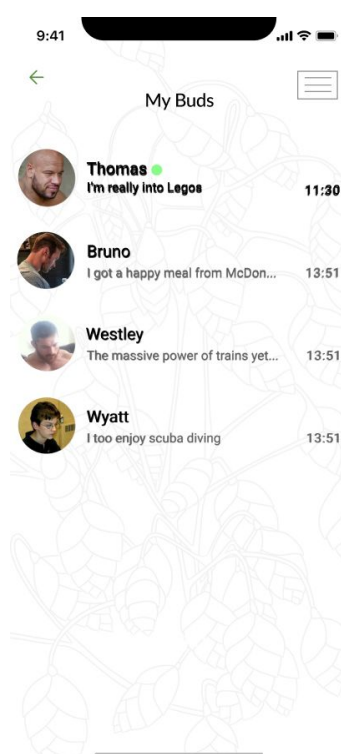 9:41
My Buds
Thomas
I'm really into Legos
11:30
Bruno
I got a happy meal from McDon...
13:51
Westley
The massive power of trains yet...
13:51
Wyatt
I too enjoy scuba diving
13:51